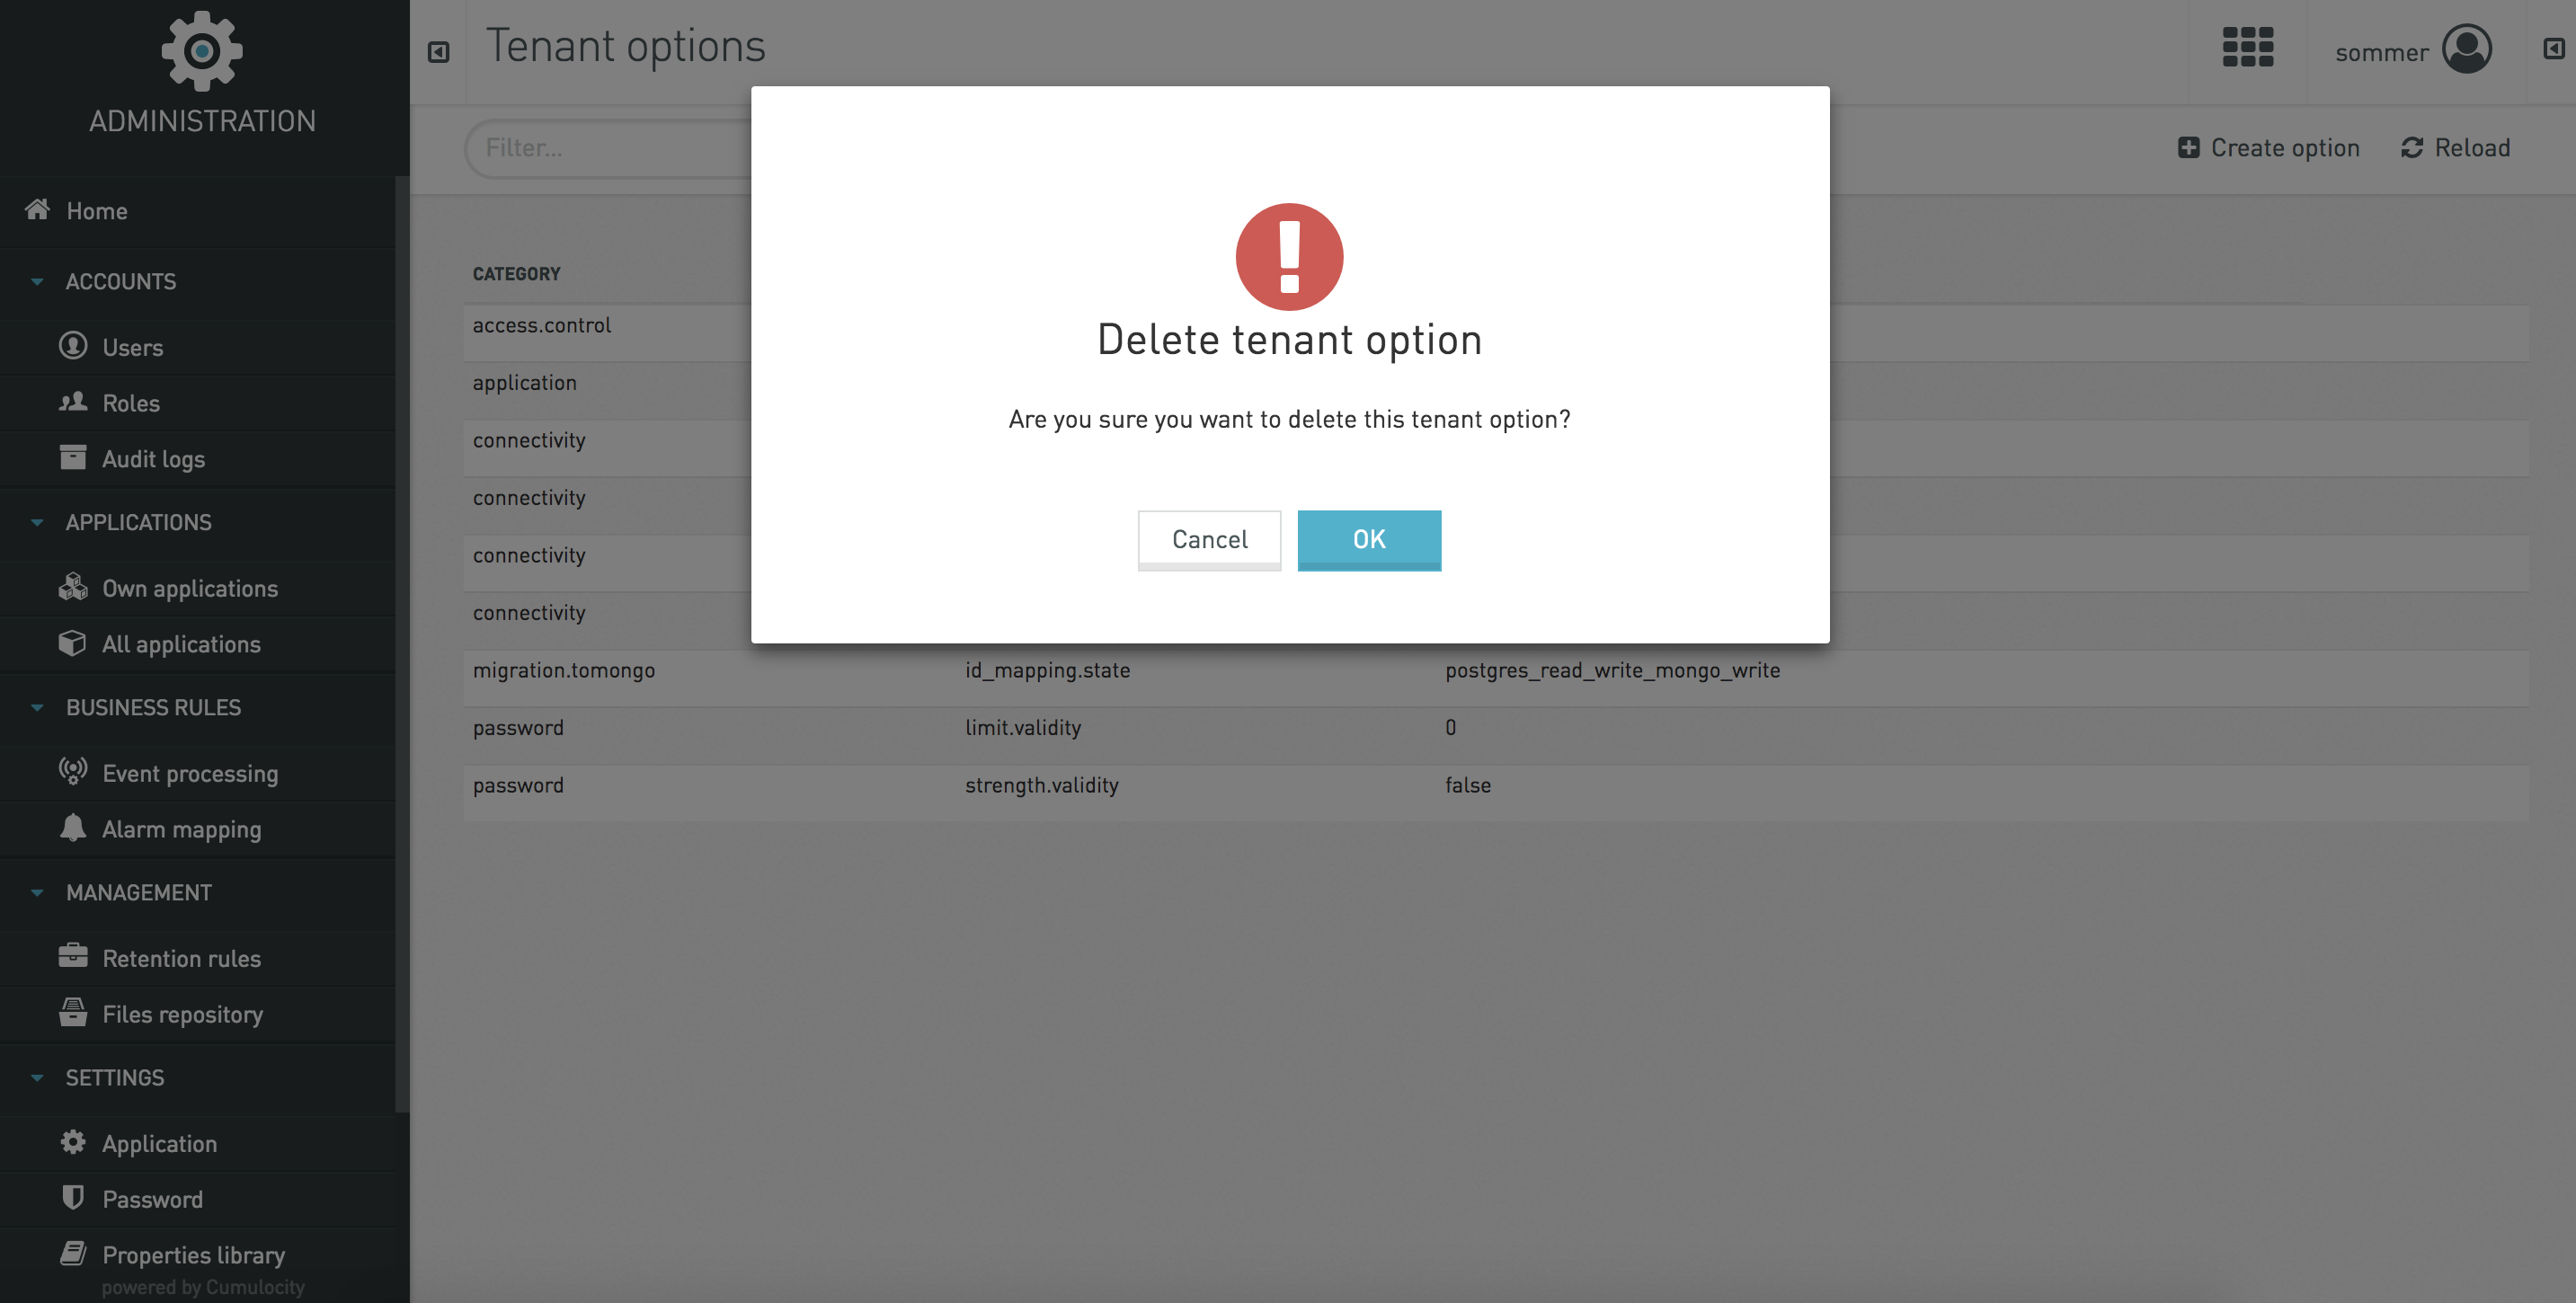 ADMINISTRATION
Home
ACCOUNTS
Users
Roles
Audit logs
APPLICATIONS
Own applications
All applications
BUSINESS RULES
Event processing
Alarm mapping
MANAGEMENT
Retention rules
Files repository
SETTINGS
Application
Password
Properties library
powered by Cumulocity
Tenant options
sommer
Filter...
Create option
Reload
CATEGORY
access.control
application
connectivity
connectivity
connectivity
connectivity
migration.tomongo id_mapping.state postgres_read_write_mongo_write
password limit.validity 0
password strength.validity false
Delete tenant option
Are you sure you want to delete this tenant option?
Cancel
OK